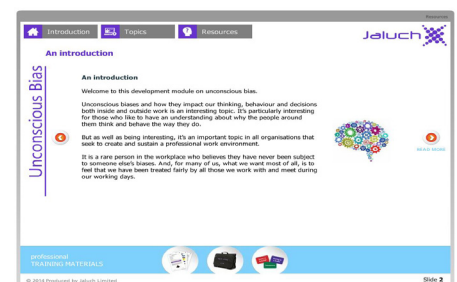 Resources
Introduction
Topics
Resources
Jaluch
An introduction
Unconscious Bias
An introduction
Welcome to this development module on unconscious bias.
Unconscious biases and how they impact our thinking, behaviour and decisions
both inside and outside work is an interesting topic. It's particularly interesting
for those who like to have an understanding about why the people around
them think and behave the way they do.
But as well as being interesting, it's an important topic in all organisations that
seek to create and sustain a professional work environment.
It is a rare person in the workplace who believes they have never been subject
to someone else's biases. And, for many of us, what we want most of all, is to
feel that we have been treated fairly by all those we work with and meet during
our working days.
READ MORE
professional
TRAINING MATERIALS
© 2014 Produced by Jaluch Limited
Slide 2